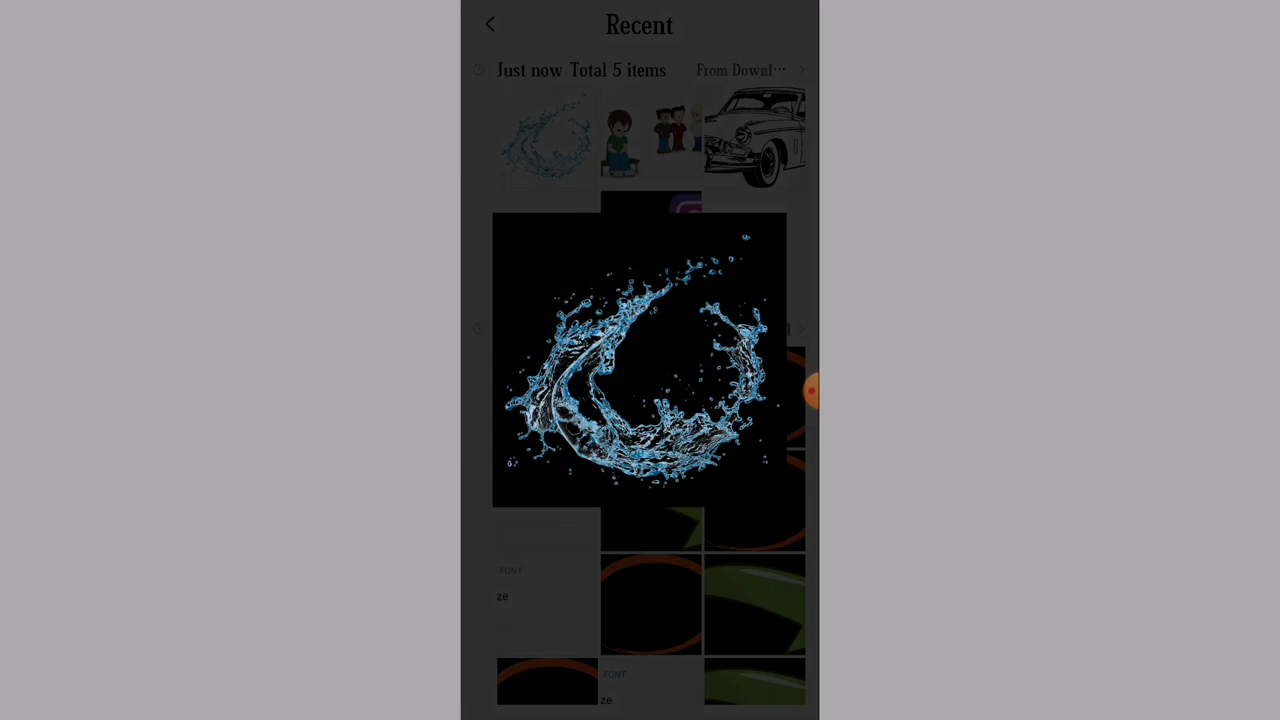 Recent
Just now Total 5 items
From Downl···
FONT
ze
FONT
ze